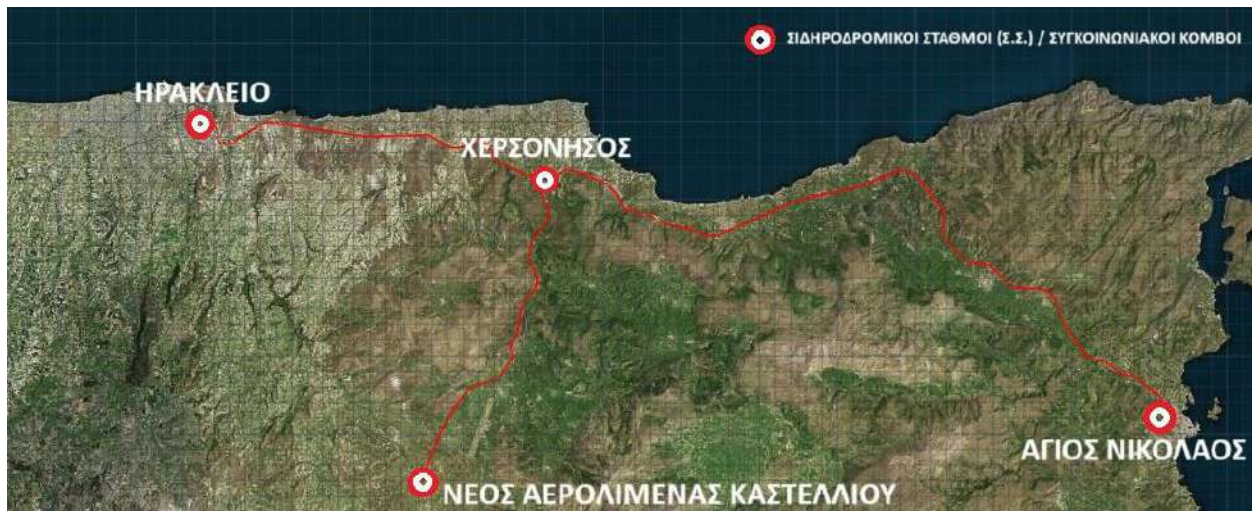 ΣΙΔΗΡΟΔΡΟΜΙΚΟΙ ΣΤΑΘΜΟΙ (Σ.Σ.) / ΣΥΓΚΟΙΝΩΝΙΑΚΟΙ ΚΟΜΒΟΙ
ΗΡΑΚΛΕΙΟ
ΧΕΡΣΟΝΗΣΟΣ
ΑΓΙΟΣ ΝΙΚΟΛΑΟΣ
ΝΕΟΣ ΑΕΡΟΛΙΜΕΝΑΣ ΚΑΣΤΕΛΛΙΟΥ